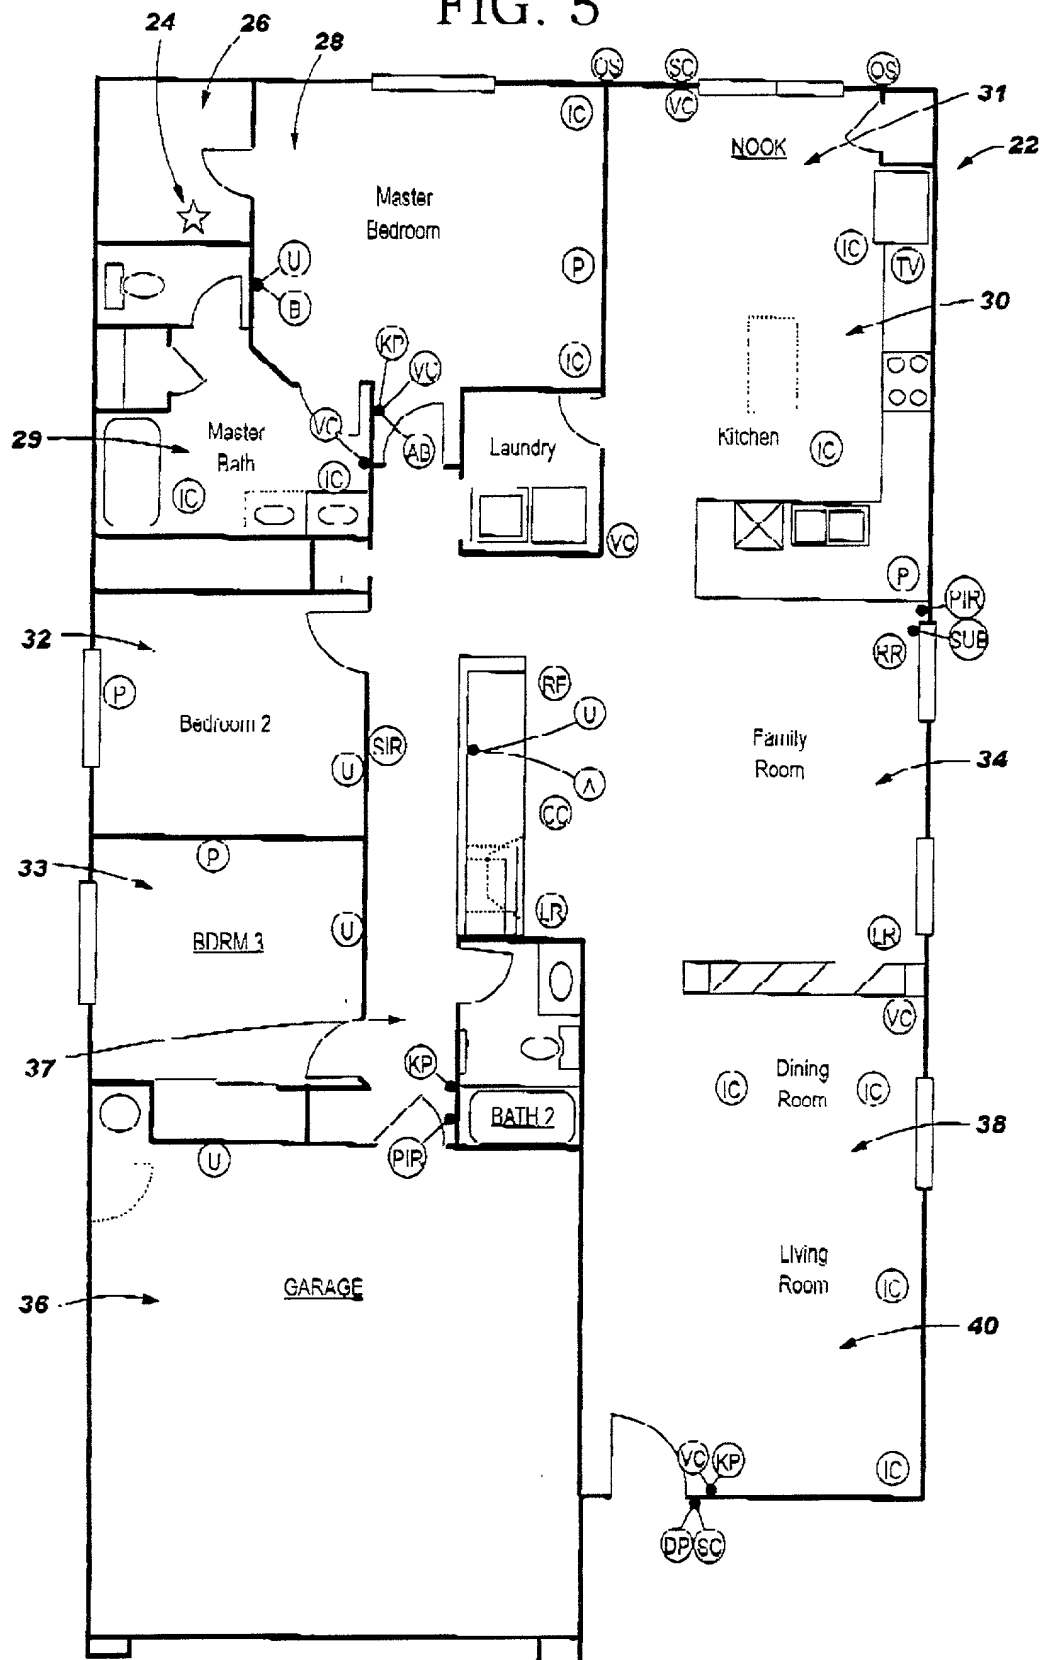 FIG. 5
24
26
28
OS
SC
OS
VC
IC
31
NOOK
22
Master
Bedroom
U
B
P
IC
TV
30
KP
VC
IC
VC
AB
29
Master
Bath
IC
IC
Laundry
Kitchen
IC
VC
P
PIR
SUB
RR
32
P
Bedroom 2
SIR
U
RF
U
A
CC
Family
Room
34
33
P
BDRM 3
U
LR
LR
VC
37
KP
PIR
BATH 2
IC
Dining
Room
IC
38
U
36
GARAGE
Living
Room
IC
40
VC
KP
IC
DP
SC